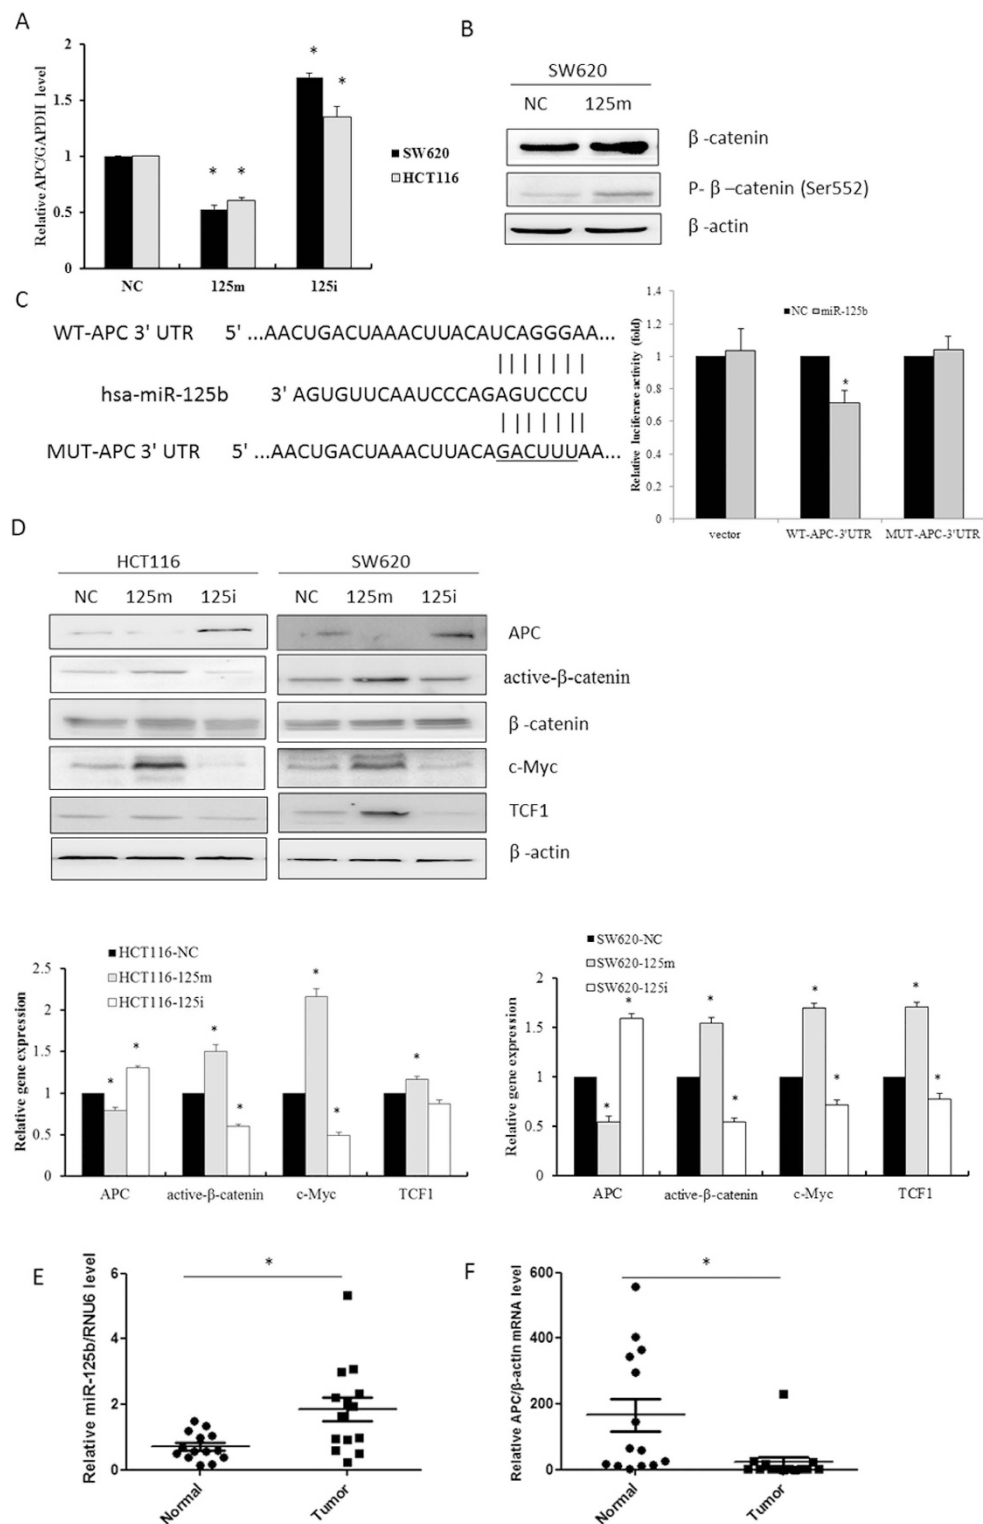 A
Relative APC/GAPDH level
2
1.5
1
0.5
0
* * * *
SW620
HCT116
NC 125m 125i
B
SW620
NC 125m
β -catenin
P- β –catenin (Ser552)
β -actin
C
WT-APC 3' UTR 5' ...AACUGACUAAACUUACAUCAGGGAA...
hsa-miR-125b 3' AGUGUUCAAUCCCAGAGUCCCU
MUT-APC 3' UTR 5' ...AACUGACUAAACUUACAGACUUUAA...
Relative luciferase activity (fold)
1.4
1.2
1
0.8
0.6
0.4
0.2
0
NC miR-125b
*
vector WT-APC-3'UTR MUT-APC-3'UTR
D
HCT116 SW620
NC 125m 125i NC 125m 125i
APC
active-β-catenin
β -catenin
c-Myc
TCF1
β -actin
HCT116-NC
HCT116-125m
HCT116-125i
Relative gene expression
2.5
2
1.5
1
0.5
0
* * * * * * *
APC active-β-catenin c-Myc TCF1
SW620-NC
SW620-125m
SW620-125i
Relative gene expression
2
1.5
1
0.5
0
* * * * * * * *
APC active-β-catenin c-Myc TCF1
E
Relative miR-125b/RNU6 level
6
4
2
0
*
Normal Tumor
F
Relative APC/β-actin mRNA level
600
400
200
0
*
Normal Tumor